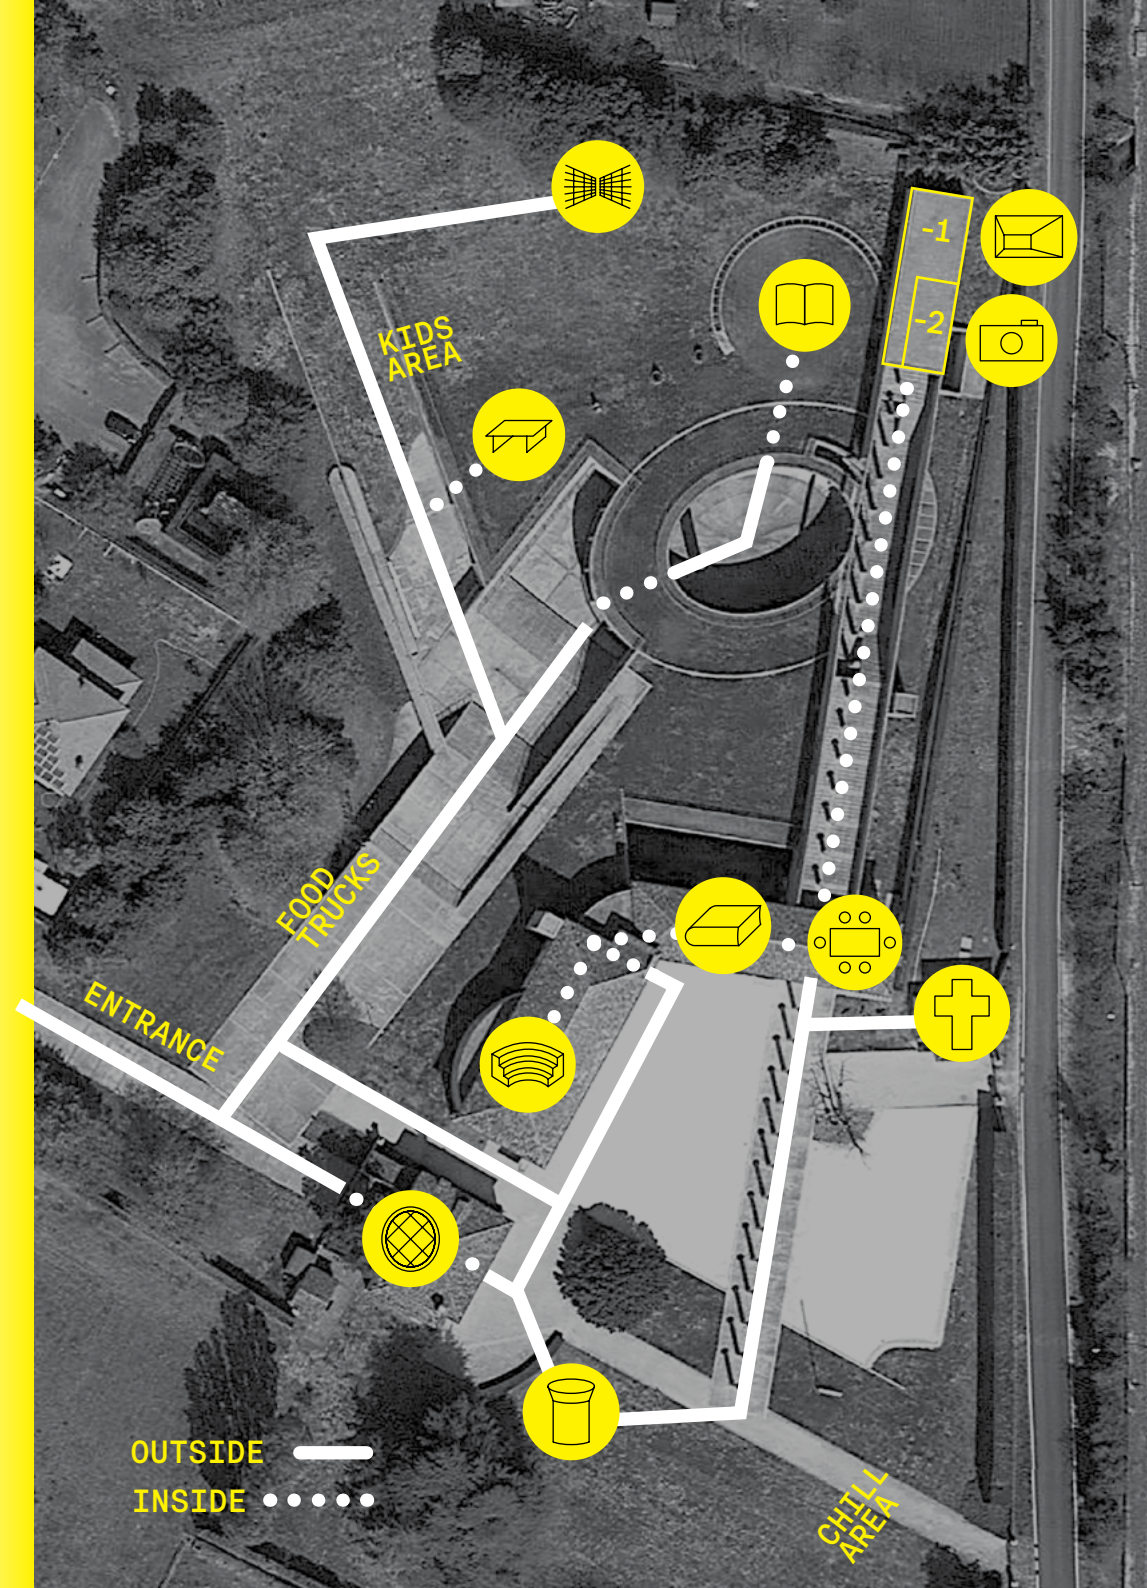 -1
-2
KIDS
AREA
FOOD
TRUCKS
ENTRANCE
OUTSIDE
INSIDE
CHILL
AREA